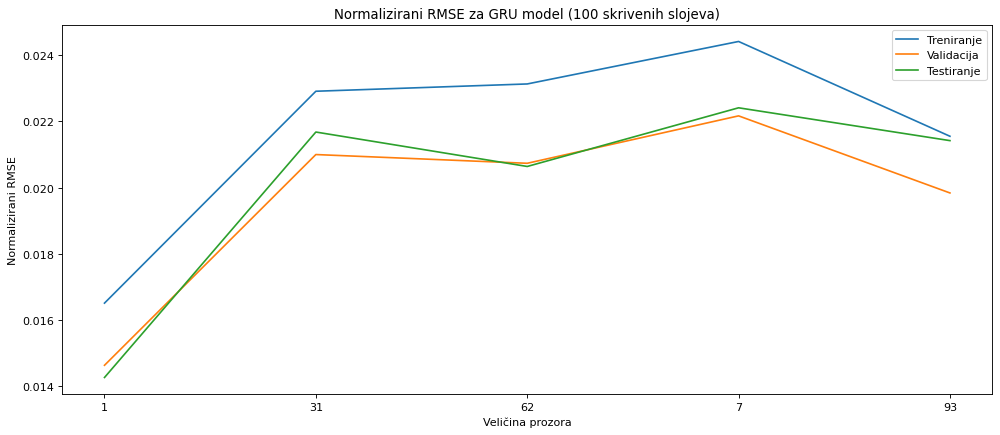 Normalizirani RMSE za GRU model (100 skrivenih slojeva)
Treniranje
Validacija
Testiranje
Normalizirani RMSE
0.024
0.022
0.020
0.018
0.016
0.014
1 31 62 7 93
Veličina prozora